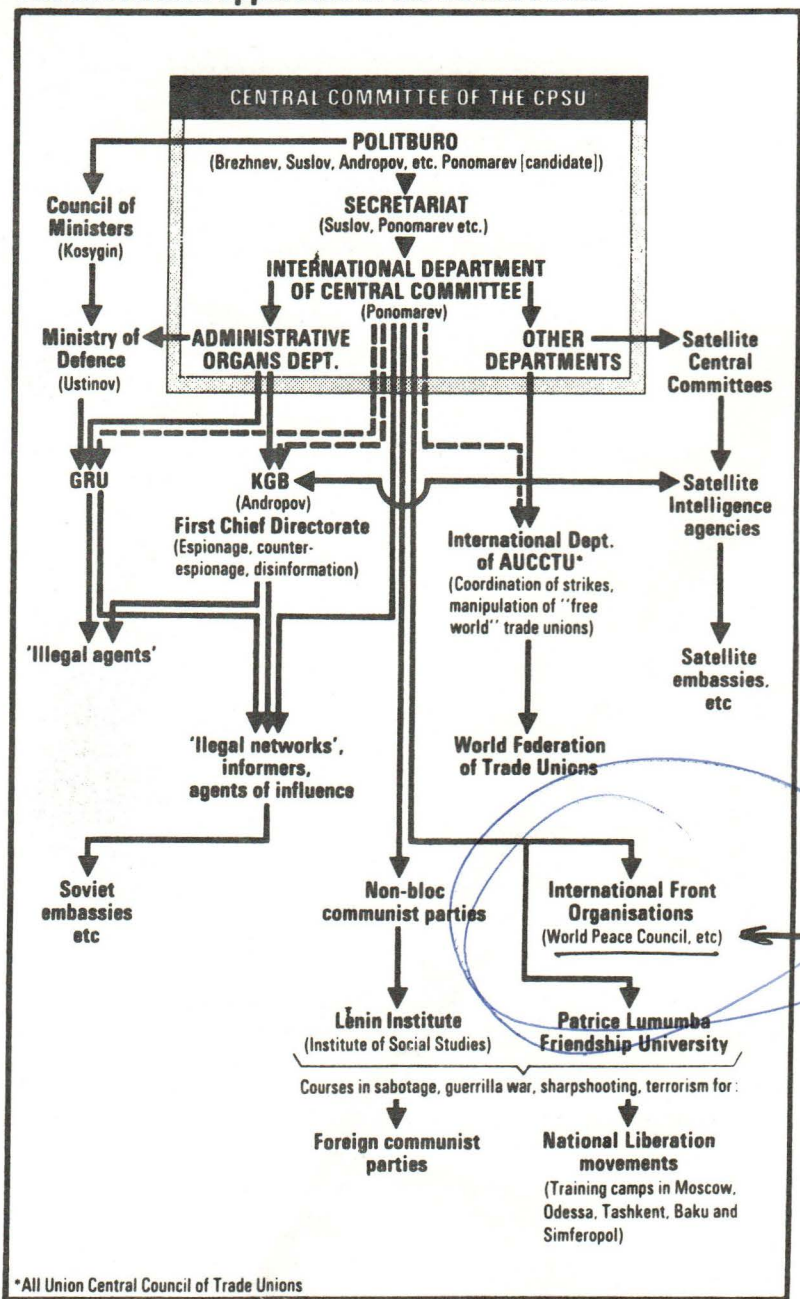 CENTRAL COMMITTEE OF THE CPSU
POLITBURO
(Brezhnev, Suslov, Andropov, etc. Ponomarev [candidate])
Council of
Ministers
(Kosygin)
SECRETARIAT
(Suslov, Ponomarev etc.)
INTERNATIONAL DEPARTMENT
OF CENTRAL COMMITTEE
(Ponomarev)
Ministry of
Defence
(Ustinov)
ADMINISTRATIVE
ORGANS DEPT.
OTHER
DEPARTMENTS
Satellite
Central
Committees
GRU
KGB
(Andropov)
First Chief Directorate
(Espionage, counter-
espionage, disinformation)
Satellite
Intelligence
agencies
International Dept.
of AUCCTU*
(Coordination of strikes,
manipulation of "free
world" trade unions)
'Illegal agents'
Satellite
embassies,
etc
'Ilegal networks',
informers,
agents of influence
World Federation
of Trade Unions
Soviet
embassies
etc
Non-bloc
communist parties
International Front
Organisations
(World Peace Council, etc)
Lenin Institute
(Institute of Social Studies)
Patrice Lumumba
Friendship University
Courses in sabotage, guerrilla war, sharpshooting, terrorism for:
Foreign communist
parties
National Liberation
movements
(Training camps in Moscow,
Odessa, Tashkent, Baku and
Simferopol)
*All Union Central Council of Trade Unions